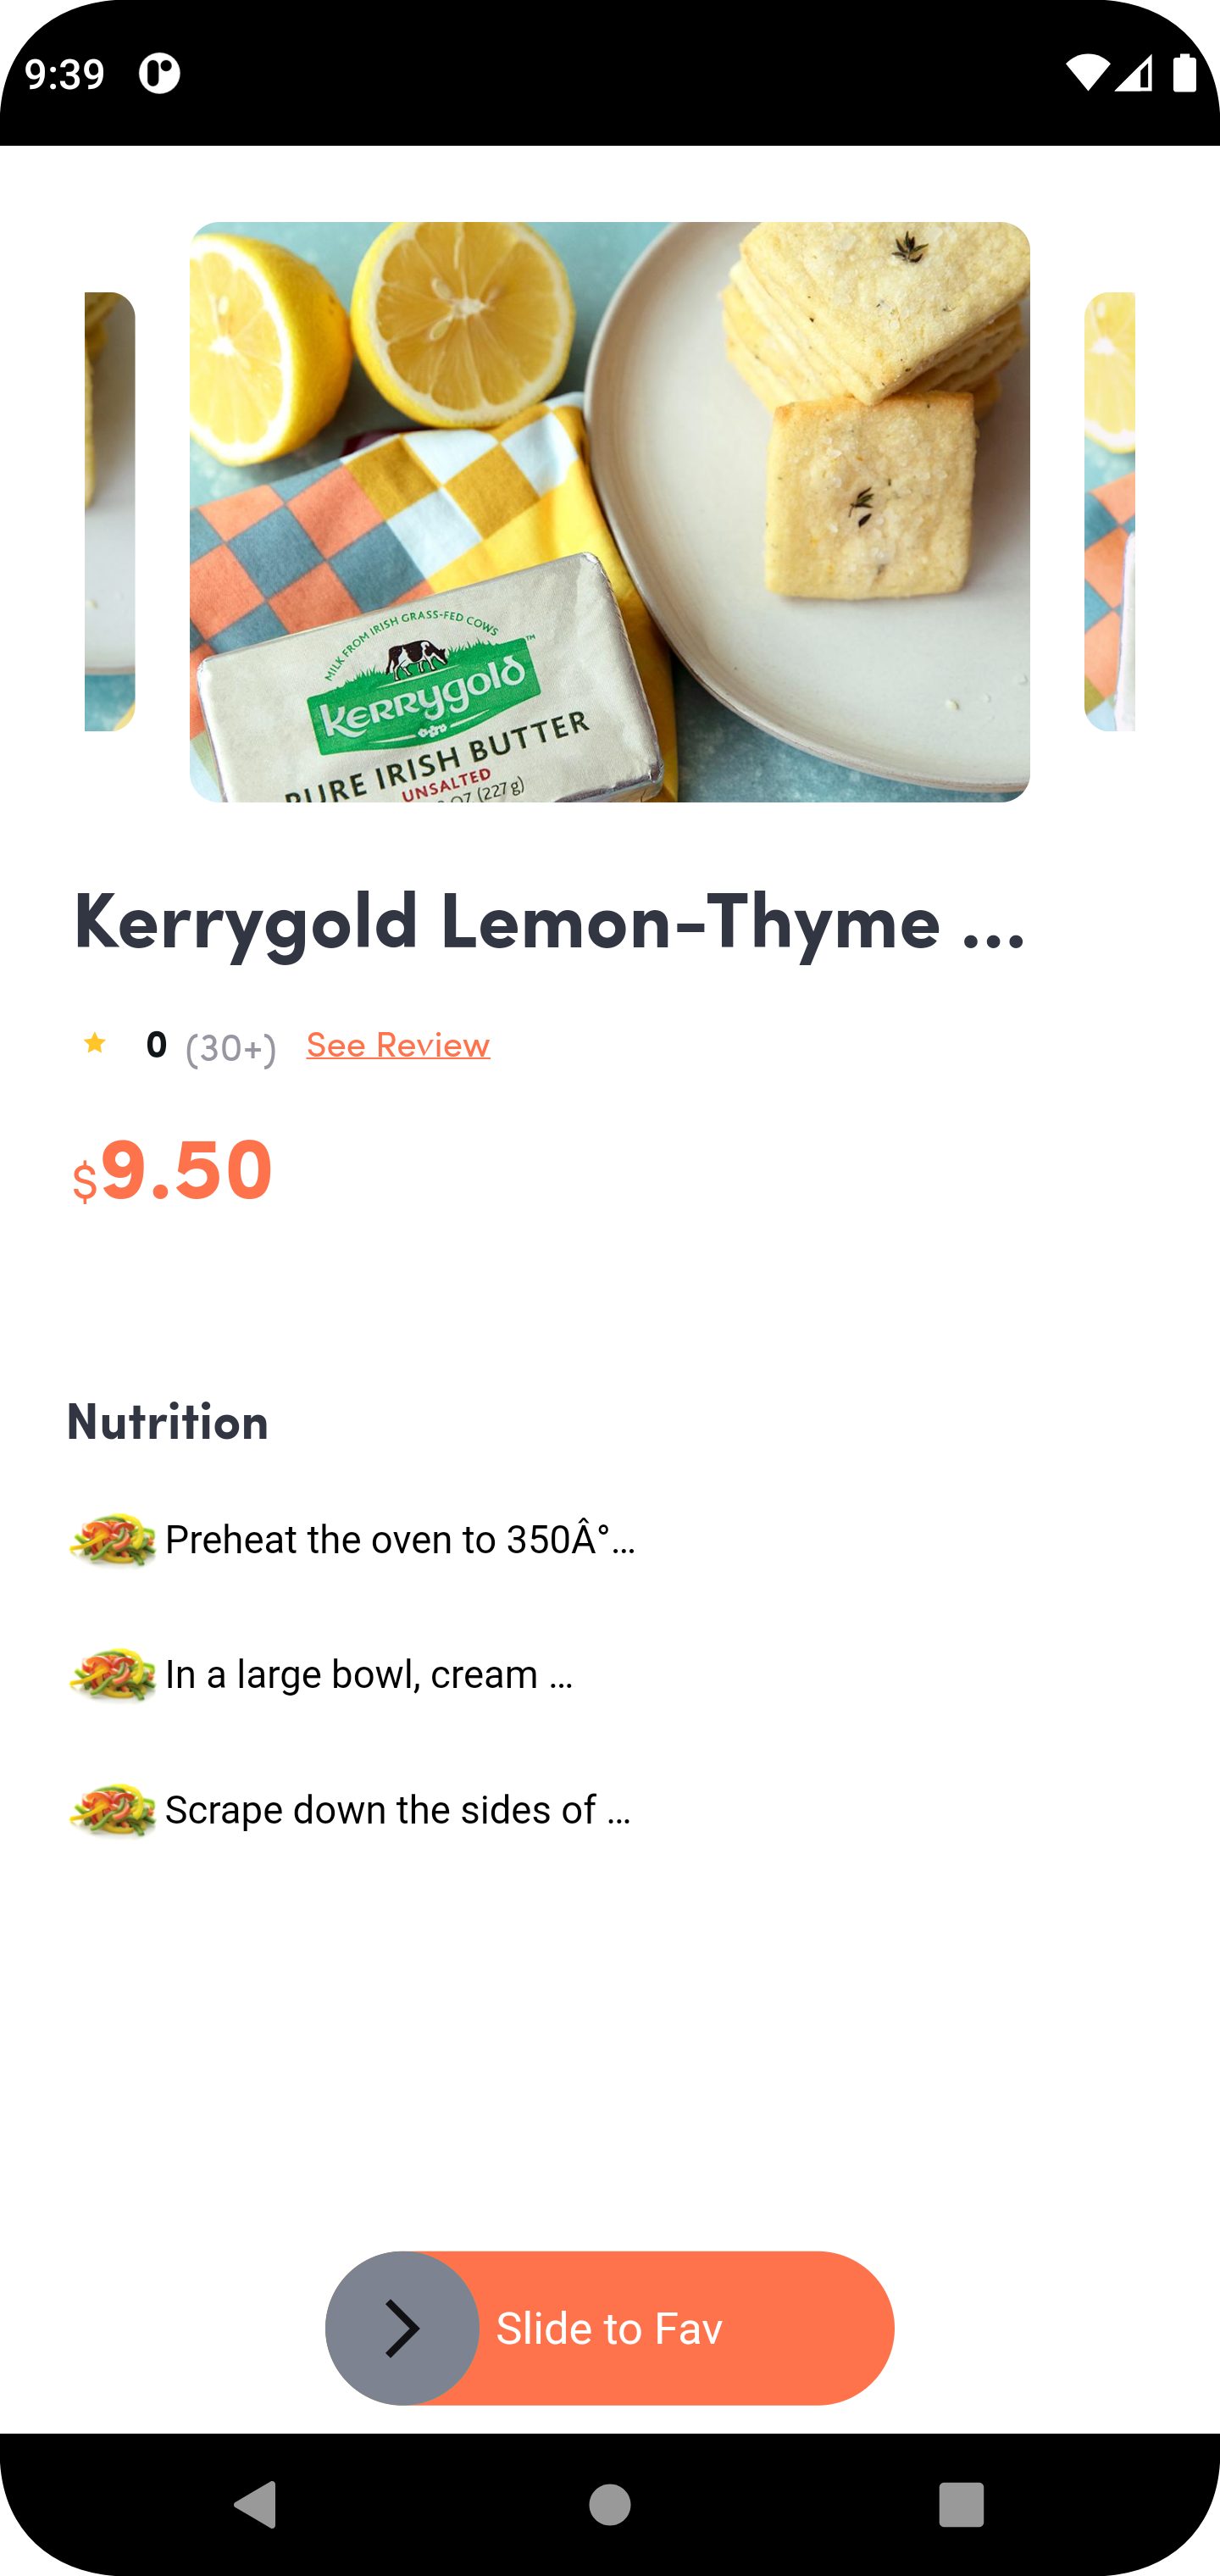 9:39
MILK FROM IRISH GRASS-FED COWS
Kerrygold™
PURE IRISH BUTTER
UNSALTED
OZ (227g)
Kerrygold Lemon-Thyme ...
0 (30+) See Review
$9.50
Nutrition
Preheat the oven to 350Â°...
In a large bowl, cream ...
Scrape down the sides of ...
Slide to Fav